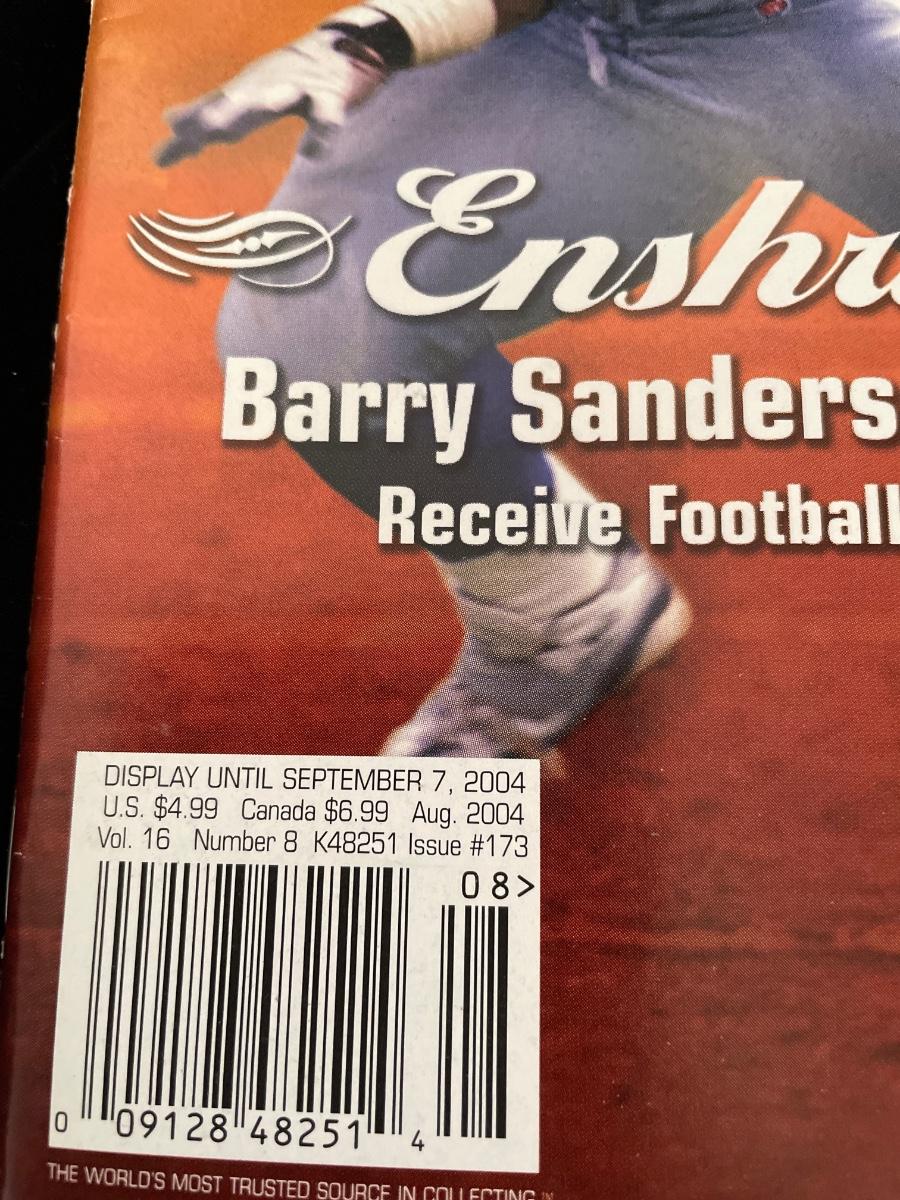 Enshr
Barry Sanders
Receive Football
DISPLAY UNTIL SEPTEMBER 7, 2004
U.S. $4.99 Canada $6.99 Aug. 2004
Vol. 16 Number 8 K48251 Issue #173
08>
0 09128 48251 4
THE WORLD'S MOST TRUSTED SOURCE IN COLLECTING™